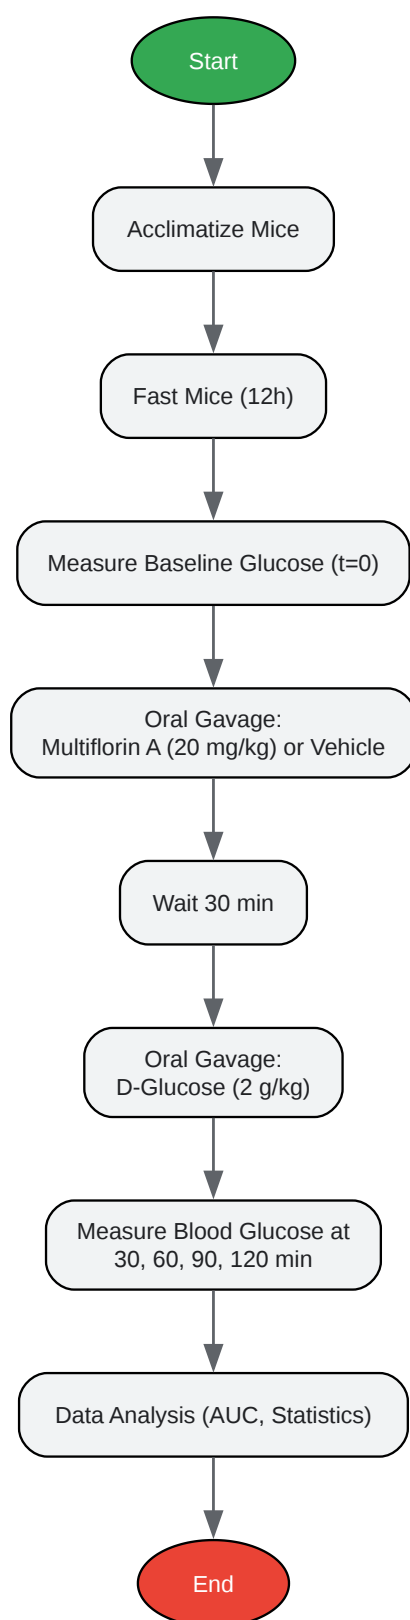 Start
Acclimatize Mice
Fast Mice (12h)
Measure Baseline Glucose (t=0)
Oral Gavage:
Multiflorin A (20 mg/kg) or Vehicle
Wait 30 min
Oral Gavage:
D-Glucose (2 g/kg)
Measure Blood Glucose at
30, 60, 90, 120 min
Data Analysis (AUC, Statistics)
End